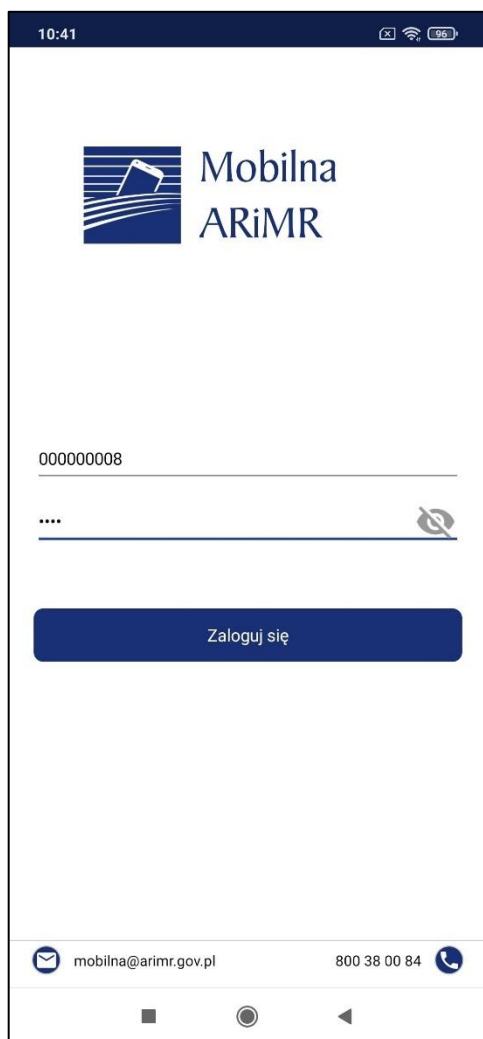 10:41
96
Mobilna
ARiMR
000000008
••••
Zaloguj się
mobilna@arimr.gov.pl
800 38 00 84